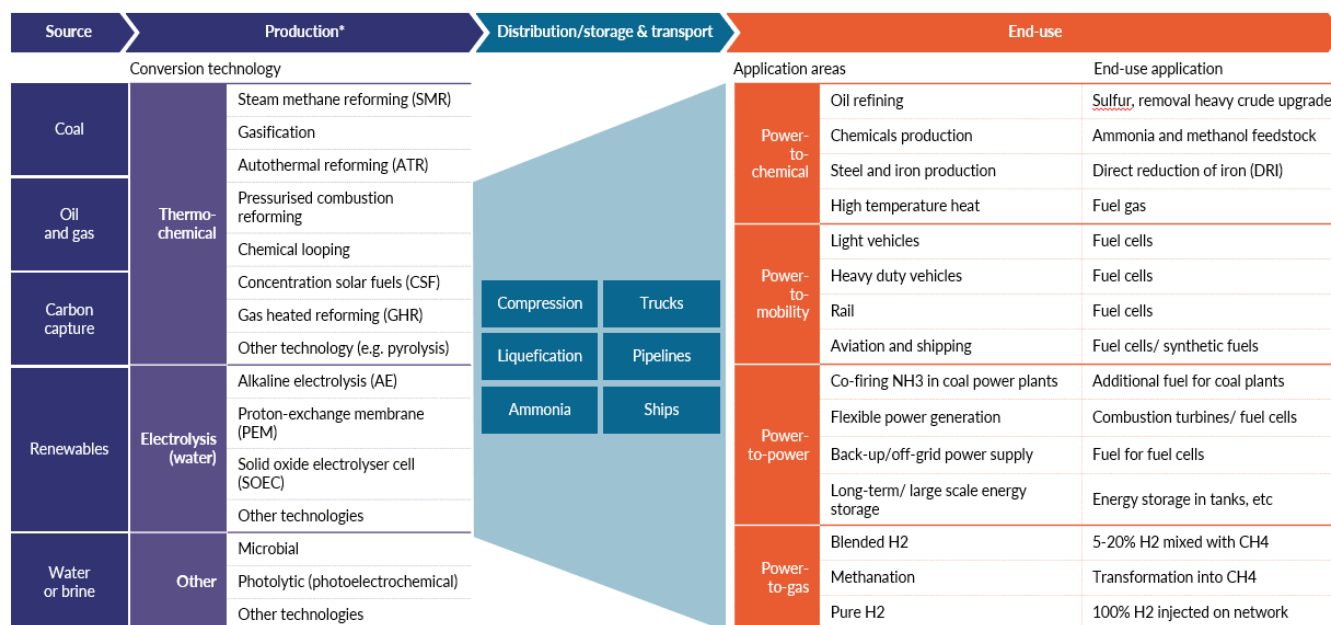 Source
Production*
Distribution/storage & transport
End-use
Conversion technology
Application areas
End-use application
Coal
Oil
and gas
Carbon
capture
Renewables
Water
or brine
Thermo-
chemical
Steam methane reforming (SMR)
Gasification
Autothermal reforming (ATR)
Pressurised combustion
reforming
Chemical looping
Concentration solar fuels (CSF)
Gas heated reforming (GHR)
Other technology (e.g. pyrolysis)
Electrolysis
(water)
Alkaline electrolysis (AE)
Proton-exchange membrane
(PEM)
Solid oxide electrolyser cell
(SOEC)
Other technologies
Other
Microbial
Photolytic (photoelectrochemical)
Other technologies
Compression
Trucks
Liquefication
Pipelines
Ammonia
Ships
Power-
to-
chemical
Oil refining
Sulfur, removal heavy crude upgrade
Chemicals production
Ammonia and methanol feedstock
Steel and iron production
Direct reduction of iron (DRI)
High temperature heat
Fuel gas
Power-
to-
mobility
Light vehicles
Fuel cells
Heavy duty vehicles
Fuel cells
Rail
Fuel cells
Aviation and shipping
Fuel cells/ synthetic fuels
Power-
to-power
Co-firing NH3 in coal power plants
Additional fuel for coal plants
Flexible power generation
Combustion turbines/ fuel cells
Back-up/off-grid power supply
Fuel for fuel cells
Long-term/ large scale energy
storage
Energy storage in tanks, etc
Power-
to-gas
Blended H2
5-20% H2 mixed with CH4
Methanation
Transformation into CH4
Pure H2
100% H2 injected on network